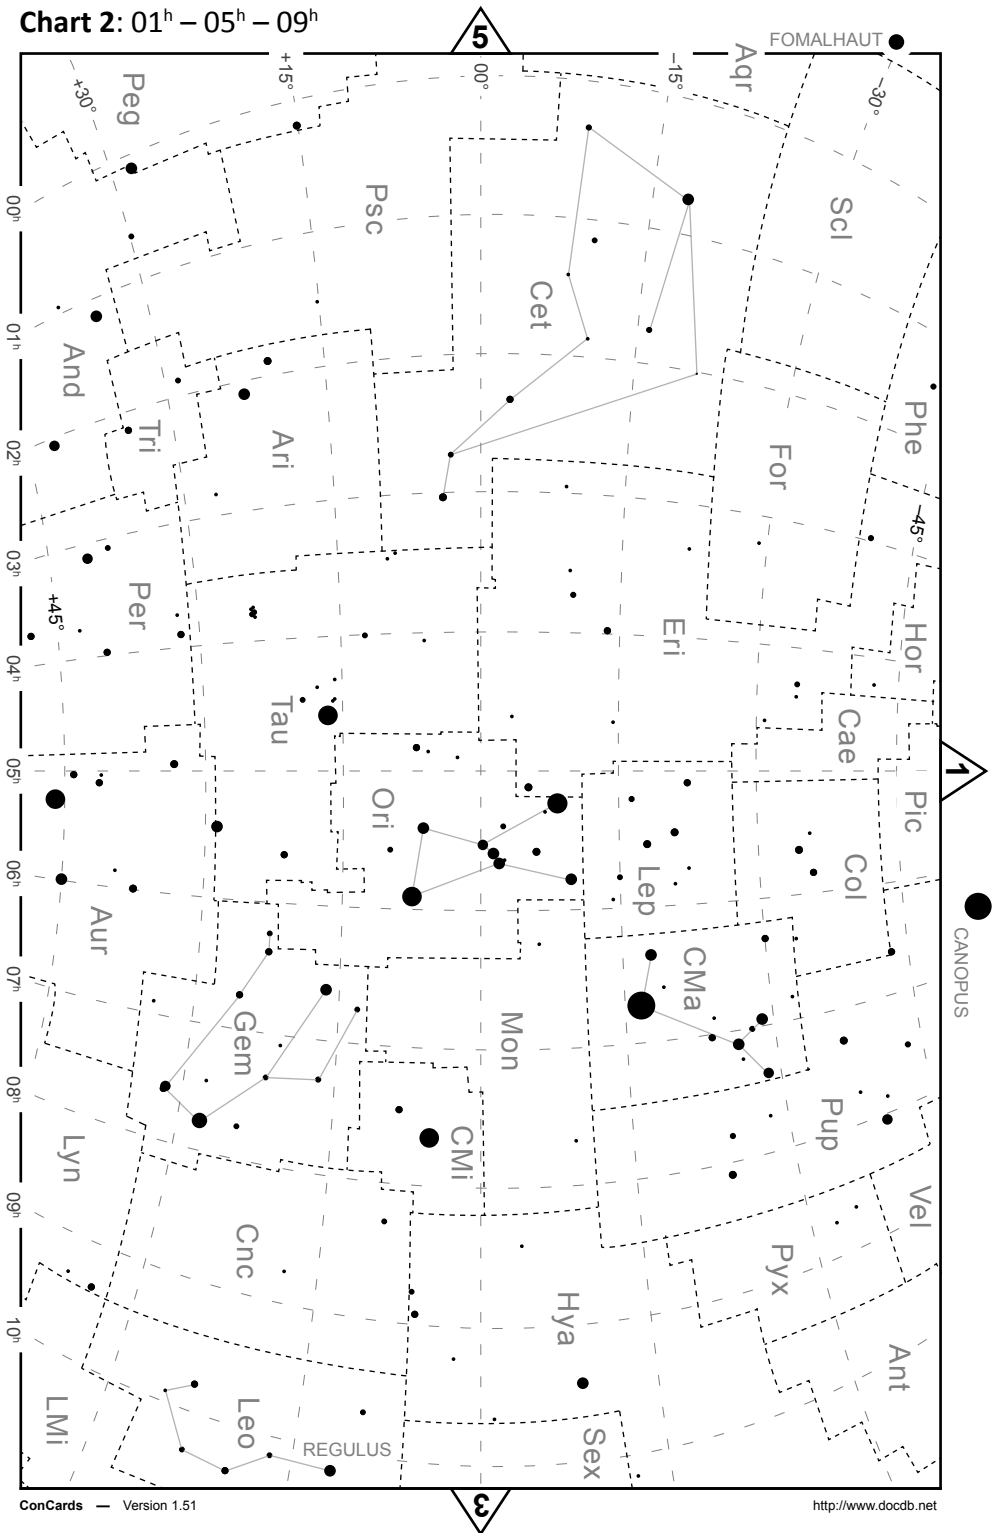 Chart 2: 01h – 05h – 09h
5
FOMALHAUT
+30°
+15°
00°
–15°
–30°
Peg
Aqr
Psc
Scl
00h
Cet
01h
And
Phe
Tri
Ari
For
02h
–45°
03h
Per
+45°
Eri
Hor
04h
Tau
Cae
05h
1
Ori
Pic
Lep
Col
06h
Aur
CANOPUS
CMa
07h
Gem
Mon
08h
Pup
Lyn
CMi
Vel
09h
Cnc
Pyx
Hya
10h
Ant
LMi
Leo
REGULUS
Sex
3
ConCards — Version 1.51
http://www.docdb.net